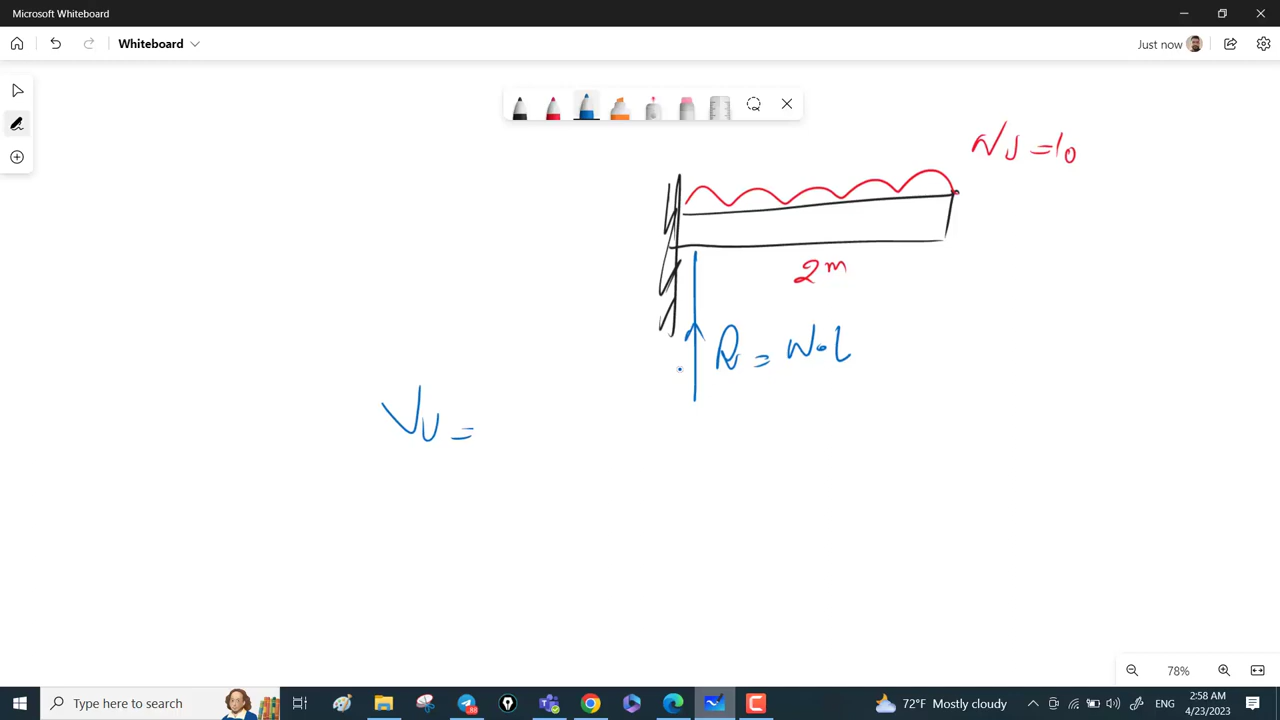 Microsoft Whiteboard
Whiteboard
Just now
Wu = 10
2m
R = W·L
Vu =
78%
Type here to search
72°F Mostly cloudy
ENG
2:58 AM
4/23/2023